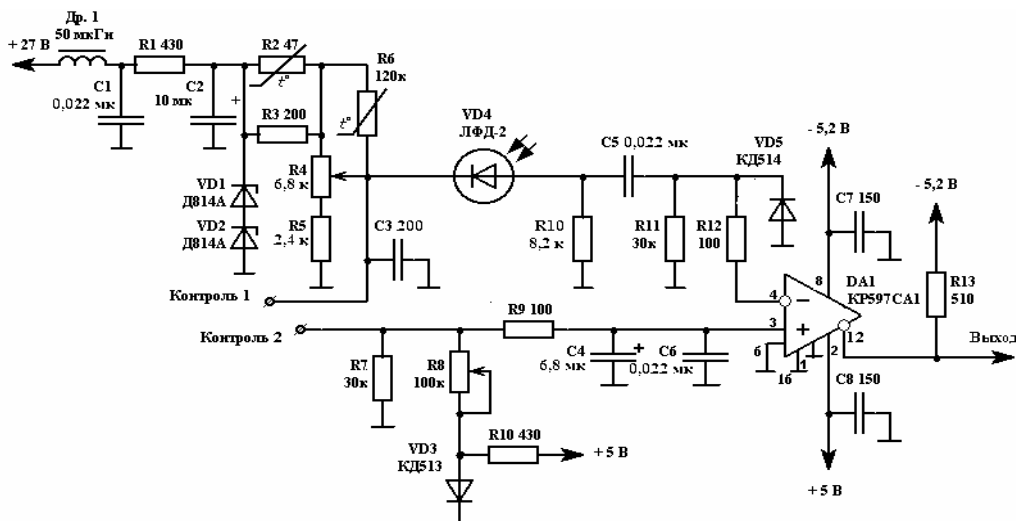 Др. 1
50 мкГн
+ 27 В
R1 430
R2 47
R6
120к
C1
0,022 мк
C2
10 мк
+
t°
R3 200
t°
VD4
ЛФД-2
C5 0,022 мк
VD5
КД514
- 5,2 В
- 5,2 В
C7 150
R4
6,8 к
VD1
Д814А
VD2
Д814А
R5
2,4 к
C3 200
R10
8,2 к
R11
30к
R12
100
8
DA1
КР597СА1
R13
510
Контроль 1
4
−
Контроль 2
R9 100
3
+
12
Выход
6
16
1
2
R7
30к
R8
100к
C4
6,8 мк
+
C6
0,022 мк
C8 150
VD3
КД513
R10 430
+ 5 В
+ 5 В